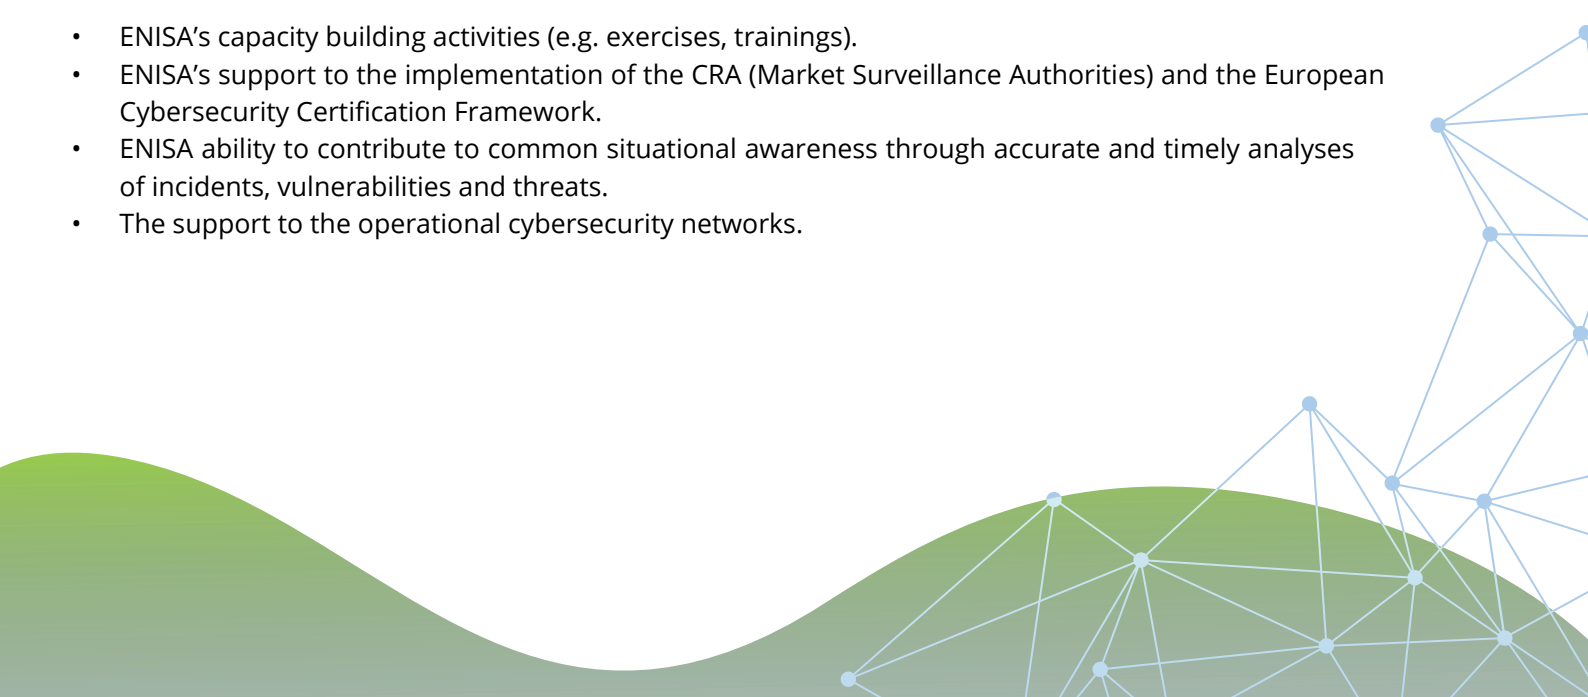 • ENISA’s capacity building activities (e.g. exercises, trainings).
• ENISA’s support to the implementation of the CRA (Market Surveillance Authorities) and the European
Cybersecurity Certification Framework.
• ENISA ability to contribute to common situational awareness through accurate and timely analyses
of incidents, vulnerabilities and threats.
• The support to the operational cybersecurity networks.